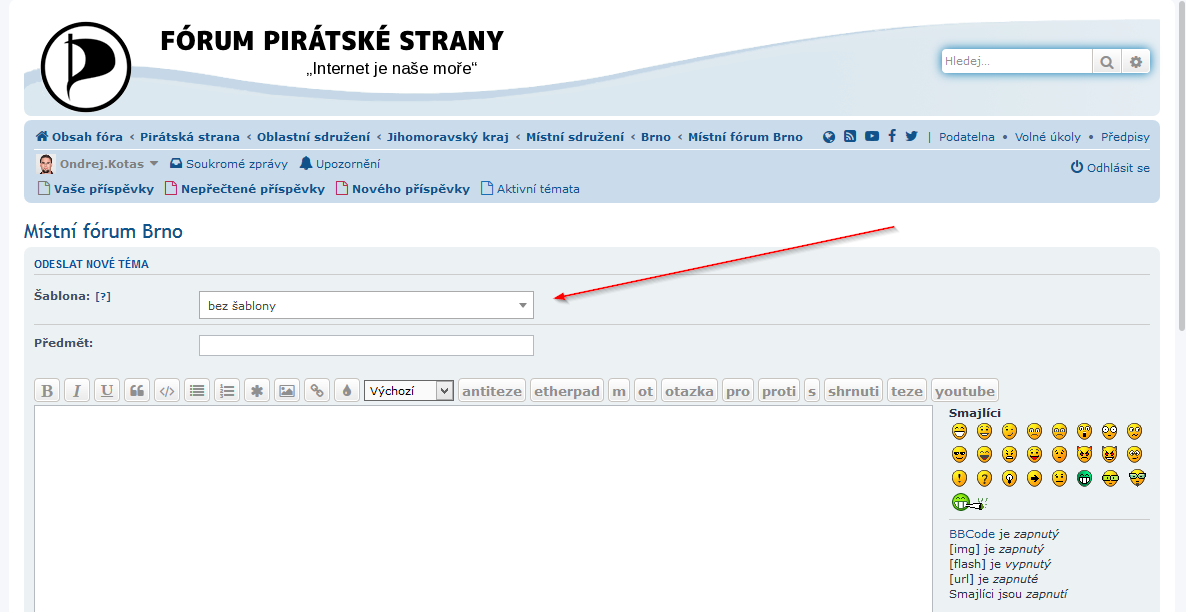 FÓRUM PIRÁTSKÉ STRANY
„Internet je naše moře“
Hledej...
Obsah fóra ‹ Pirátská strana ‹ Oblastní sdružení ‹ Jihomoravský kraj ‹ Místní sdružení ‹ Brno ‹ Místní fórum Brno | Podatelna • Volné úkoly • Předpisy
Ondrej.Kotas Soukromé zprávy Upozornění Odhlásit se
Vaše příspěvky Nepřečtené příspěvky Nového příspěvky Aktivní témata
Místní fórum Brno
ODESLAT NOVÉ TÉMA
Šablona: [?] bez šablony
Předmět:
B I U </> Výchozí antiteze etherpad m ot otazka pro proti s shrnuti teze youtube
Smajlíci
BBCode je zapnutý
[img] je zapnutý
[flash] je vypnutý
[url] je zapnuté
Smajlíci jsou zapnutí